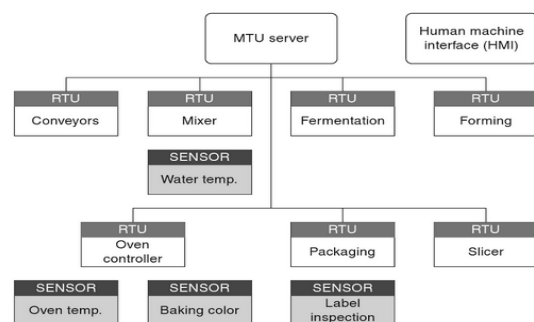 MTU server
Human machine
interface (HMI)
RTU
Conveyors
RTU
Mixer
RTU
Fermentation
RTU
Forming
SENSOR
Water temp.
RTU
Oven
controller
RTU
Packaging
RTU
Slicer
SENSOR
Oven temp.
SENSOR
Baking color
SENSOR
Label
inspection